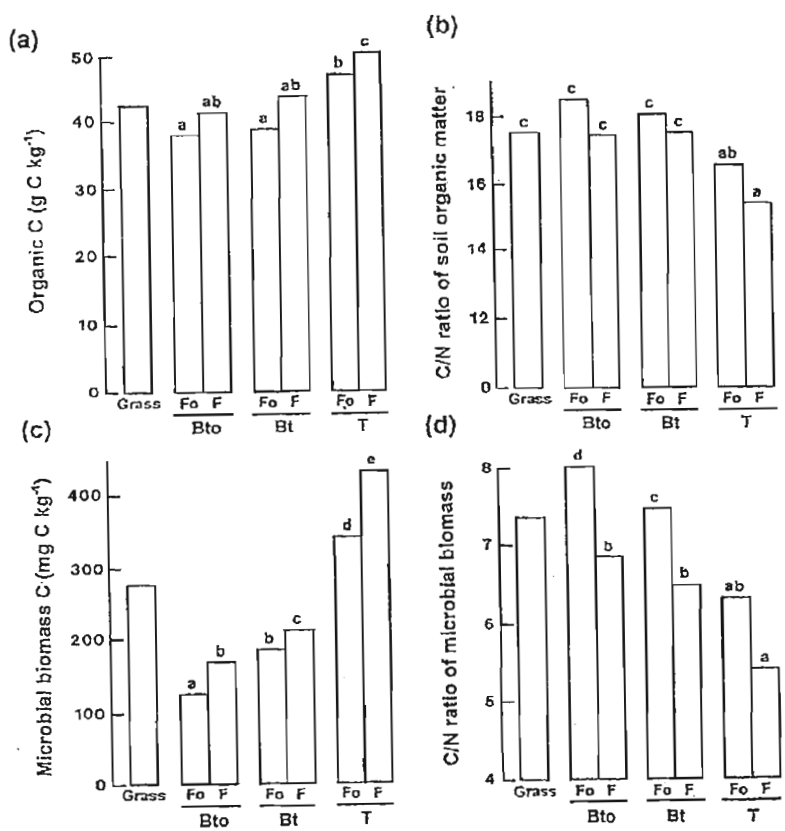 (a)
Organic C (g C kg⁻¹)
50
40
30
20
10
0
a
ab
a
ab
b
c
Grass
Fo F
Fo F
Fo F
Bto
Bt
T
(b)
C/N ratio of soil organic matter
18
16
14
12
0
c
c
c
c
c
ab
a
Grass
Fo F
Fo F
Fo F
Bto
Bt
T
(c)
Microbial biomass C (mg C kg⁻¹)
400
300
200
100
0
a
b
b
c
d
e
Grass
Fo F
Fo F
Fo F
Bto
Bt
T
(d)
C/N ratio of microbial biomass
8
7
6
5
4
d
b
c
b
ab
a
Grass
Fo F
Fo F
Fo F
Bto
Bt
T